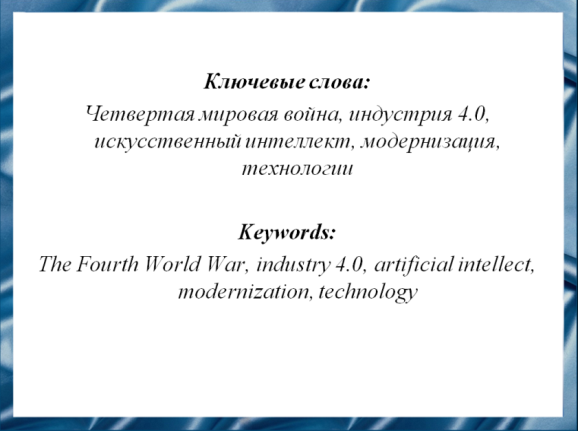 Ключевые слова:
Четвертая мировая война, индустрия 4.0,
искусственный интеллект, модернизация,
технологии
Keywords:
The Fourth World War, industry 4.0, artificial intellect,
modernization, technology